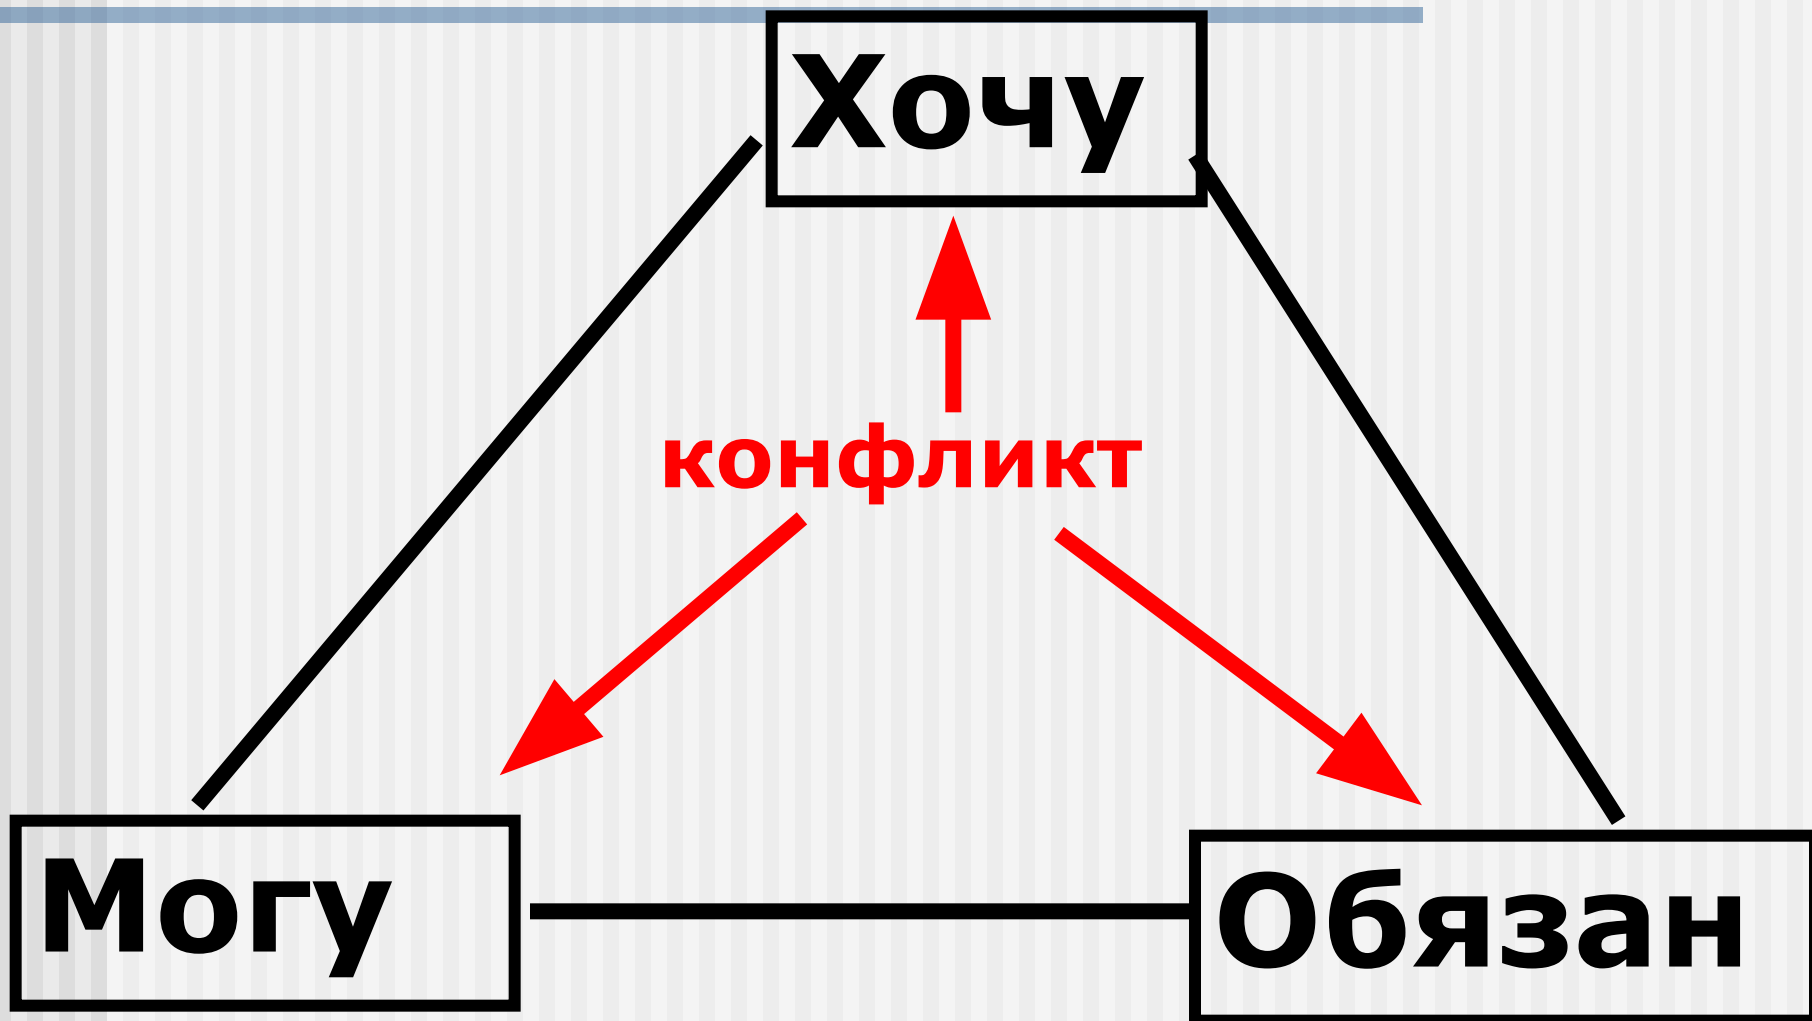 Хочу
конфликт
Могу
Обязан